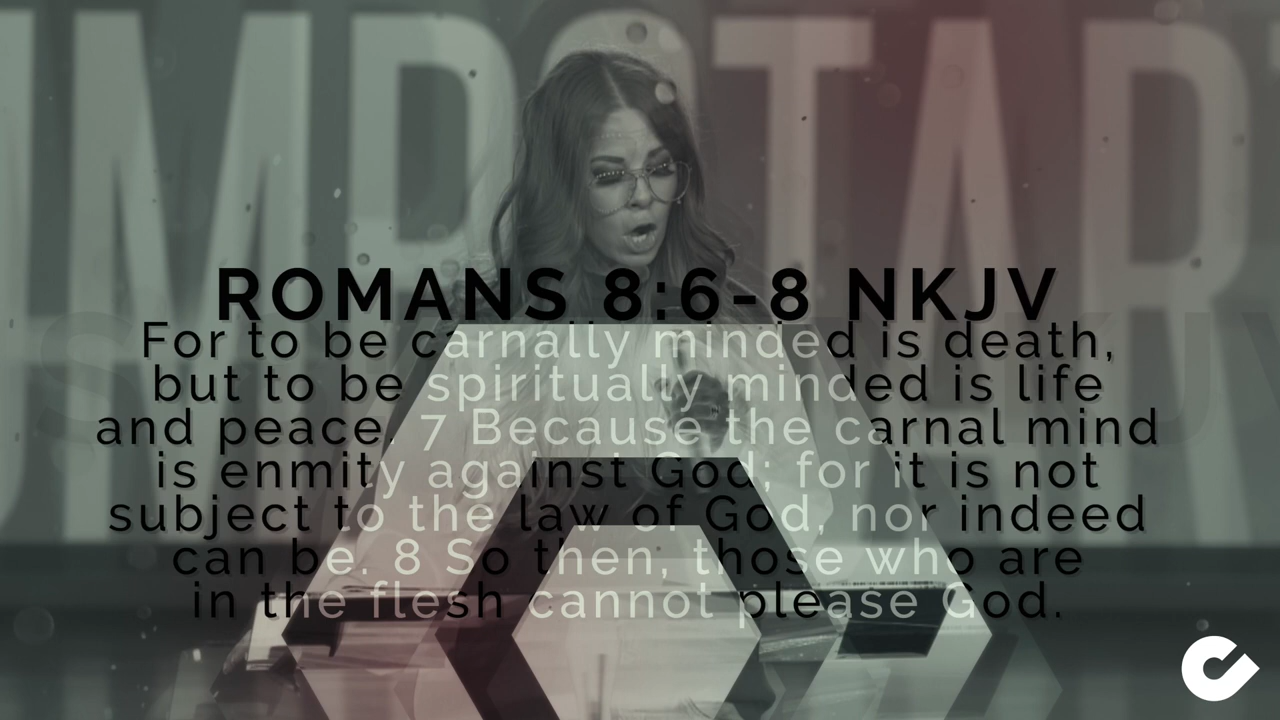 ROMANS 8:6-8 NKJV
For to be carnally minded is death,
but to be spiritually minded is life
and peace. 7 Because the carnal mind
is enmity against God; for it is not
subject to the law of God, nor indeed
can be. 8 So then, those who are
in the flesh cannot please God.